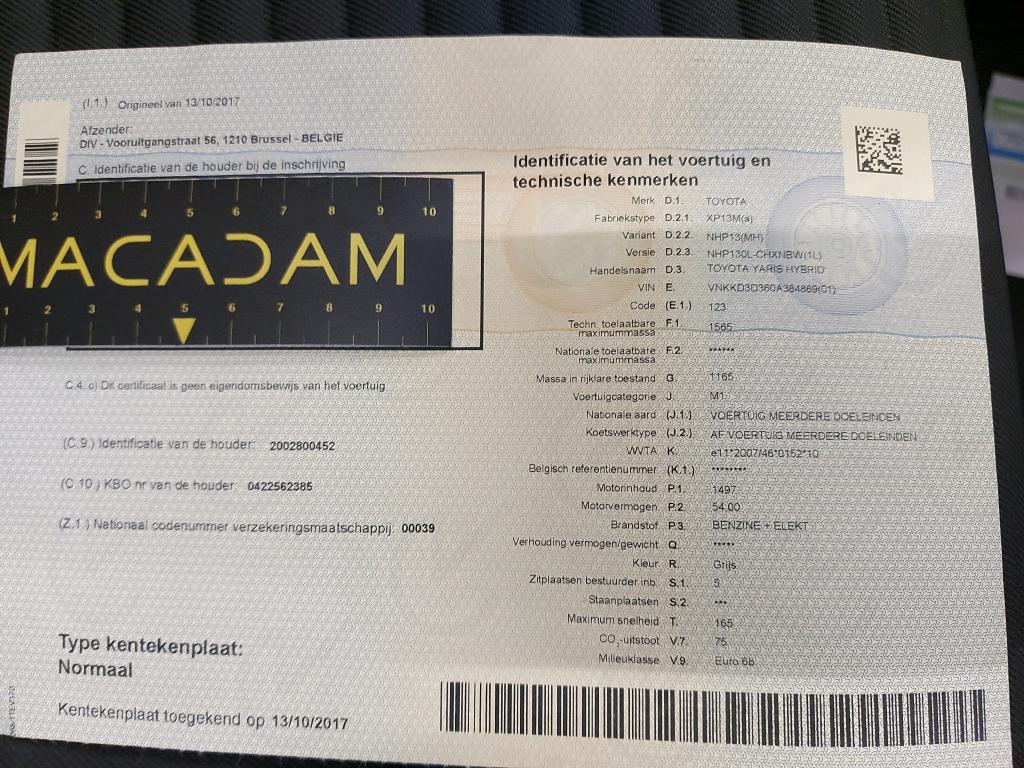 (I.1.) Origineel van 13/10/2017
Afzender:
DIV - Vooruitgangstraat 56, 1210 Brussel - BELGIE
C. Identificatie van de houder bij de inschrijving
1 2 3 4 5 6 7 8 9 10
MACADAM
1 2 3 4 5 6 7 8 9 10
C.4. c) Dit certificaat is geen eigendomsbewijs van het voertuig
(C.9.) Identificatie van de houder: 2002800452
(C.10.) KBO nr van de houder: 0422562385
(Z.1.) Nationaal codenummer verzekeringsmaatschappij: 00039
Type kentekenplaat:
Normaal
Kentekenplaat toegekend op 13/10/2017
Identificatie van het voertuig en
technische kenmerken
Merk D.1. TOYOTA
Fabriekstype D.2.1. XP13M(a)
Variant D.2.2. NHP13(MH)
Versie D.2.3. NHP130L-CHXNBW(1L)
Handelsnaam D.3. TOYOTA YARIS HYBRID
VIN E. VNKKD3D360A384869(01)
Code (E.1.) 123
Techn. toelaatbare maximummassa F.1. 1565
Nationale toelaatbare maximummassa F.2. ******
Massa in rijklare toestand G. 1165
Voertuigcategorie J. M1
Nationale aard (J.1.) VOERTUIG MEERDERE DOELEINDEN
Koetswerktype (J.2.) AF VOERTUIG MEERDERE DOELEINDEN
WVTA K. e11*2007/46*0152*10
Belgisch referentienummer (K.1.) ********
Motorinhoud P.1. 1497
Motorvermogen P.2. 54.00
Brandstof P.3. BENZINE + ELEKT
Verhouding vermogen/gewicht Q. *****
Kleur R. Grijs
Zitplaatsen bestuurder inb. S.1. 5
Staanplaatsen S.2. ***
Maximum snelheid T. 165
CO2-uitstoot V.7. 75
Milieuklasse V.9. Euro 6b